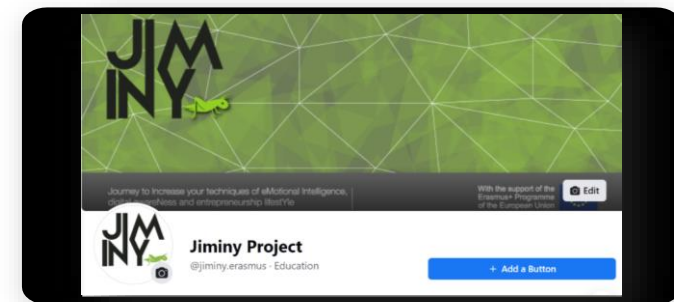 JIM
INY
Journey to Increase your techniques of eMotional Intelligence,
digital awareNess and entrepreneurship lifestYle
With the support of the
Erasmus+ Programme
of the European Union
Edit
JIM
INY
Jiminy Project
@jiminy.erasmus · Education
+ Add a Button